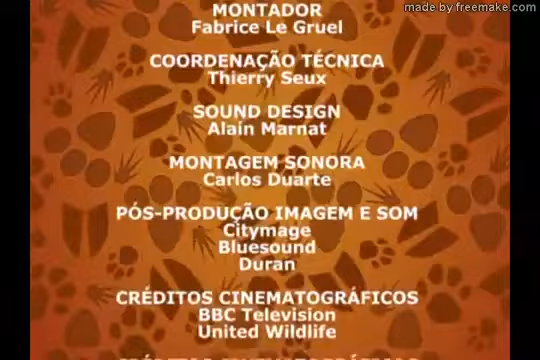 made by freemake.com
MONTADOR
Fabrice Le Gruel
COORDENAÇÃO TÉCNICA
Thierry Seux
SOUND DESIGN
Alain Marnat
MONTAGEM SONORA
Carlos Duarte
PÓS-PRODUÇÃO IMAGEM E SOM
Citymage
Bluesound
Duran
CRÉDITOS CINEMATOGRÁFICOS
BBC Television
United Wildlife